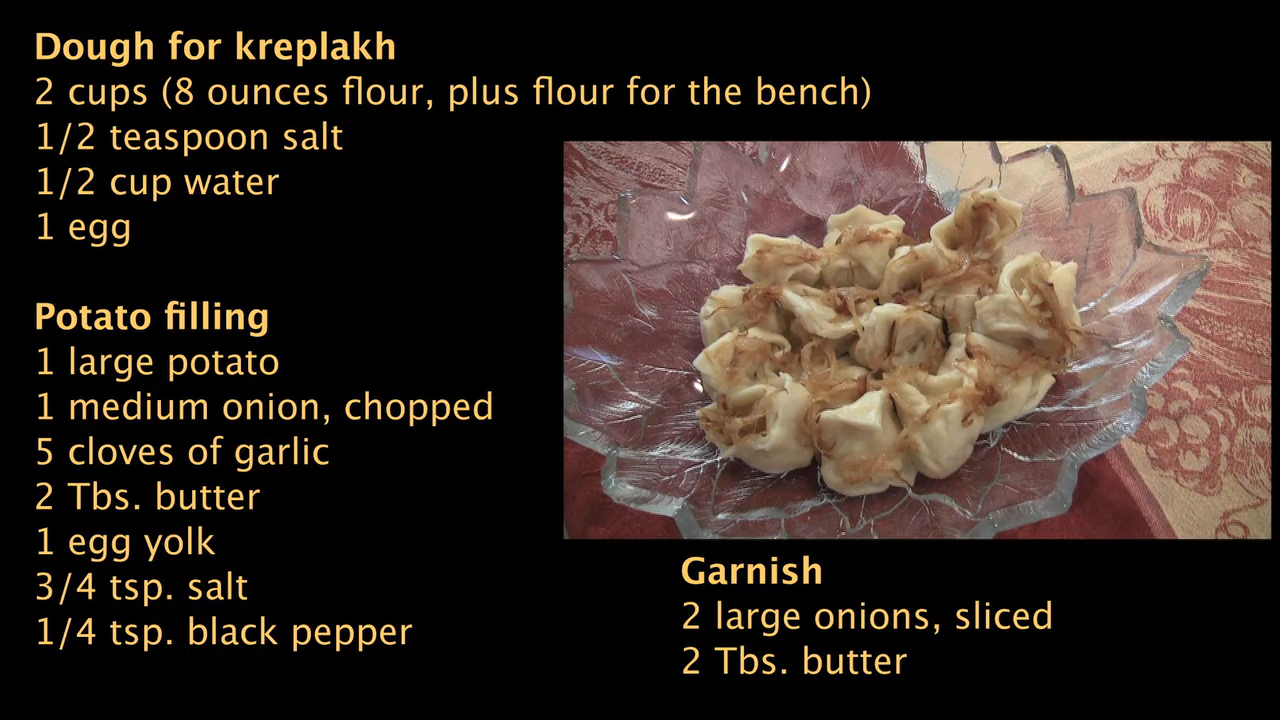 Dough for kreplakh
2 cups (8 ounces flour, plus flour for the bench)
1/2 teaspoon salt
1/2 cup water
1 egg
Potato filling
1 large potato
1 medium onion, chopped
5 cloves of garlic
2 Tbs. butter
1 egg yolk
3/4 tsp. salt
1/4 tsp. black pepper
Garnish
2 large onions, sliced
2 Tbs. butter